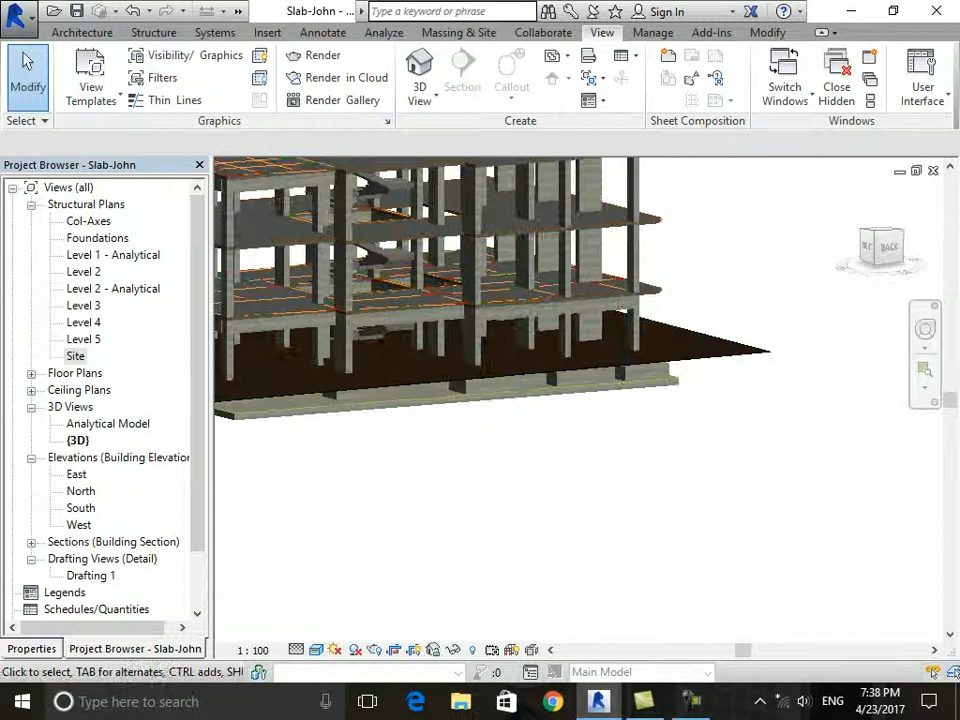 Slab-John - ...
Type a keyword or phrase
Sign In
Architecture Structure Systems Insert Annotate Analyze Massing & Site Collaborate View Manage Add-Ins Modify
Modify
View Templates
Visibility/ Graphics
Filters
Thin Lines
Render
Render in Cloud
Render Gallery
3D View
Section
Callout
Switch Windows
Close Hidden
User Interface
Select
Graphics
Create
Sheet Composition
Windows
Project Browser - Slab-John
Views (all)
Structural Plans
Col-Axes
Foundations
Level 1 - Analytical
Level 2
Level 2 - Analytical
Level 3
Level 4
Level 5
Site
Floor Plans
Ceiling Plans
3D Views
Analytical Model
{3D}
Elevations (Building Elevation
East
North
South
West
Sections (Building Section)
Drafting Views (Detail)
Drafting 1
Legends
Schedules/Quantities
BACK
Properties
Project Browser - Slab-John
1 : 100
Click to select, TAB for alternates, CTRL adds, SHI
:0
Main Model
Type here to search
ENG
7:38 PM
4/23/2017